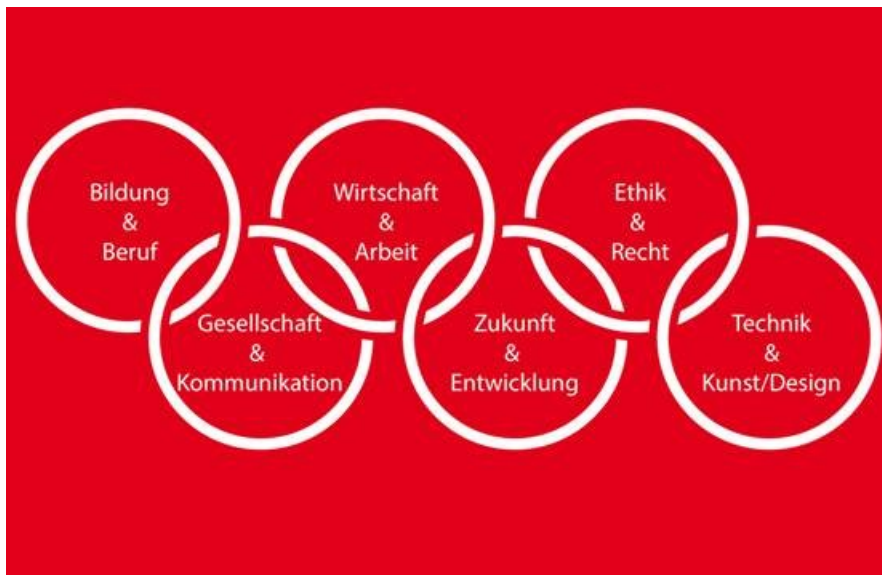 Bildung
&
Beruf
Wirtschaft
&
Arbeit
Ethik
&
Recht
Gesellschaft
&
Kommunikation
Zukunft
&
Entwicklung
Technik
&
Kunst/Design